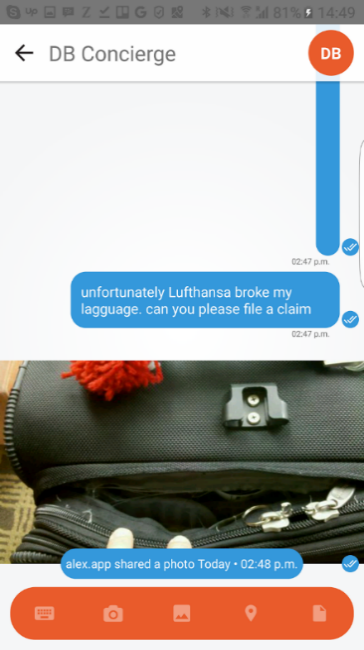 81% 14:49
DB Concierge
DB
02:47 p.m.
unfortunately Lufthansa broke my
lagguage. can you please file a claim
02:47 p.m.
alex.app shared a photo Today • 02:48 p.m.